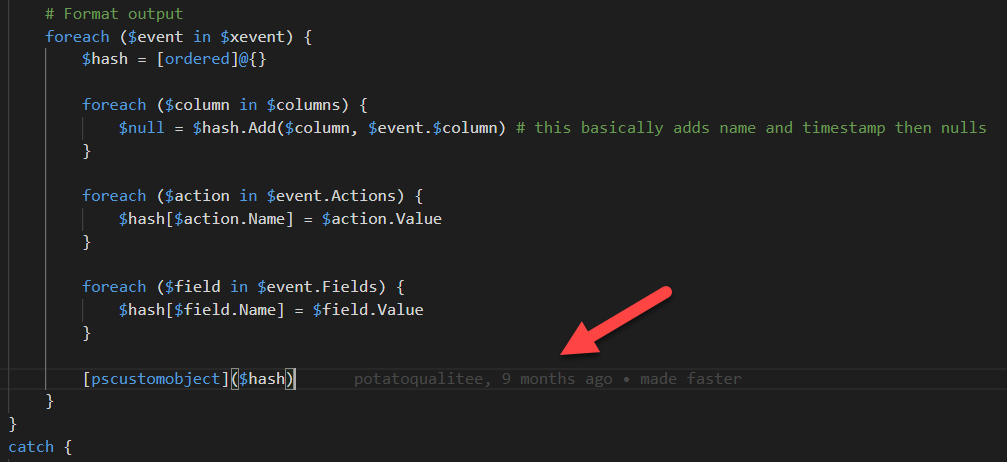 # Format output
foreach ($event in $xevent) {
$hash = [ordered]@{}
foreach ($column in $columns) {
$null = $hash.Add($column, $event.$column) # this basically adds name and timestamp then nulls
}
foreach ($action in $event.Actions) {
$hash[$action.Name] = $action.Value
}
foreach ($field in $event.Fields) {
$hash[$field.Name] = $field.Value
}
[pscustomobject]($hash) potatoqualitee, 9 months ago • made faster
}
}
catch {